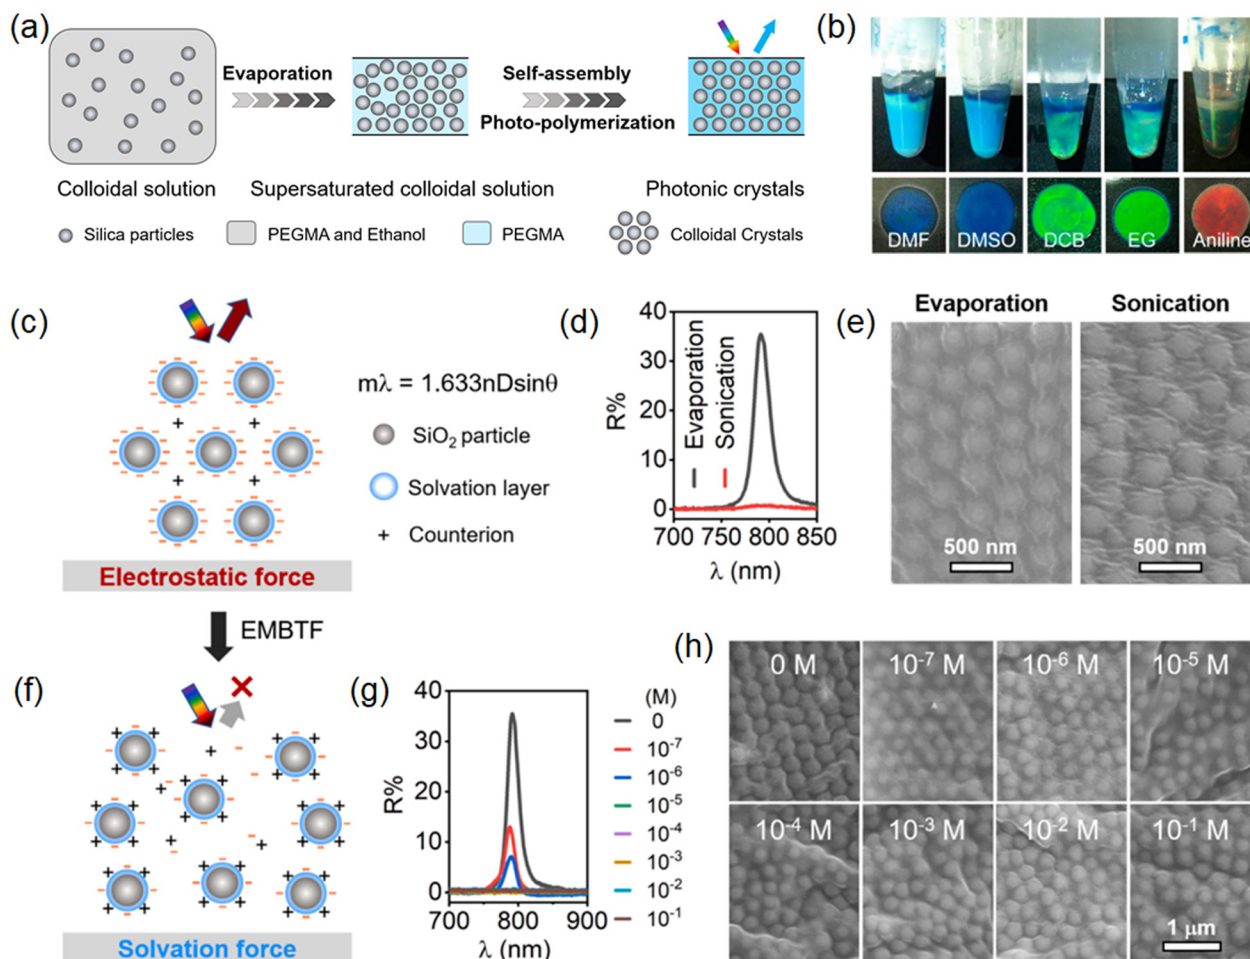 (a)
Evaporation
Self-assembly
Photo-polymerization
Colloidal solution
Supersaturated colloidal solution
Photonic crystals
Silica particles
PEGMA and Ethanol
PEGMA
Colloidal Crystals
(b)
DMF
DMSO
DCB
EG
Aniline
(c)
mλ = 1.633nDsinθ
SiO₂ particle
Solvation layer
+ Counterion
Electrostatic force
EMBTF
(d)
40
30
20
10
0
R%
Evaporation
Sonication
700 750 800 850
λ (nm)
(e)
Evaporation
Sonication
500 nm
500 nm
(f)
Solvation force
(g)
40
30
20
10
0
R%
700 800 900
λ (nm)
(M)
0
10⁻⁷
10⁻⁶
10⁻⁵
10⁻⁴
10⁻³
10⁻²
10⁻¹
(h)
0 M
10⁻⁷ M
10⁻⁶ M
10⁻⁵ M
10⁻⁴ M
10⁻³ M
10⁻² M
10⁻¹ M
1 μm